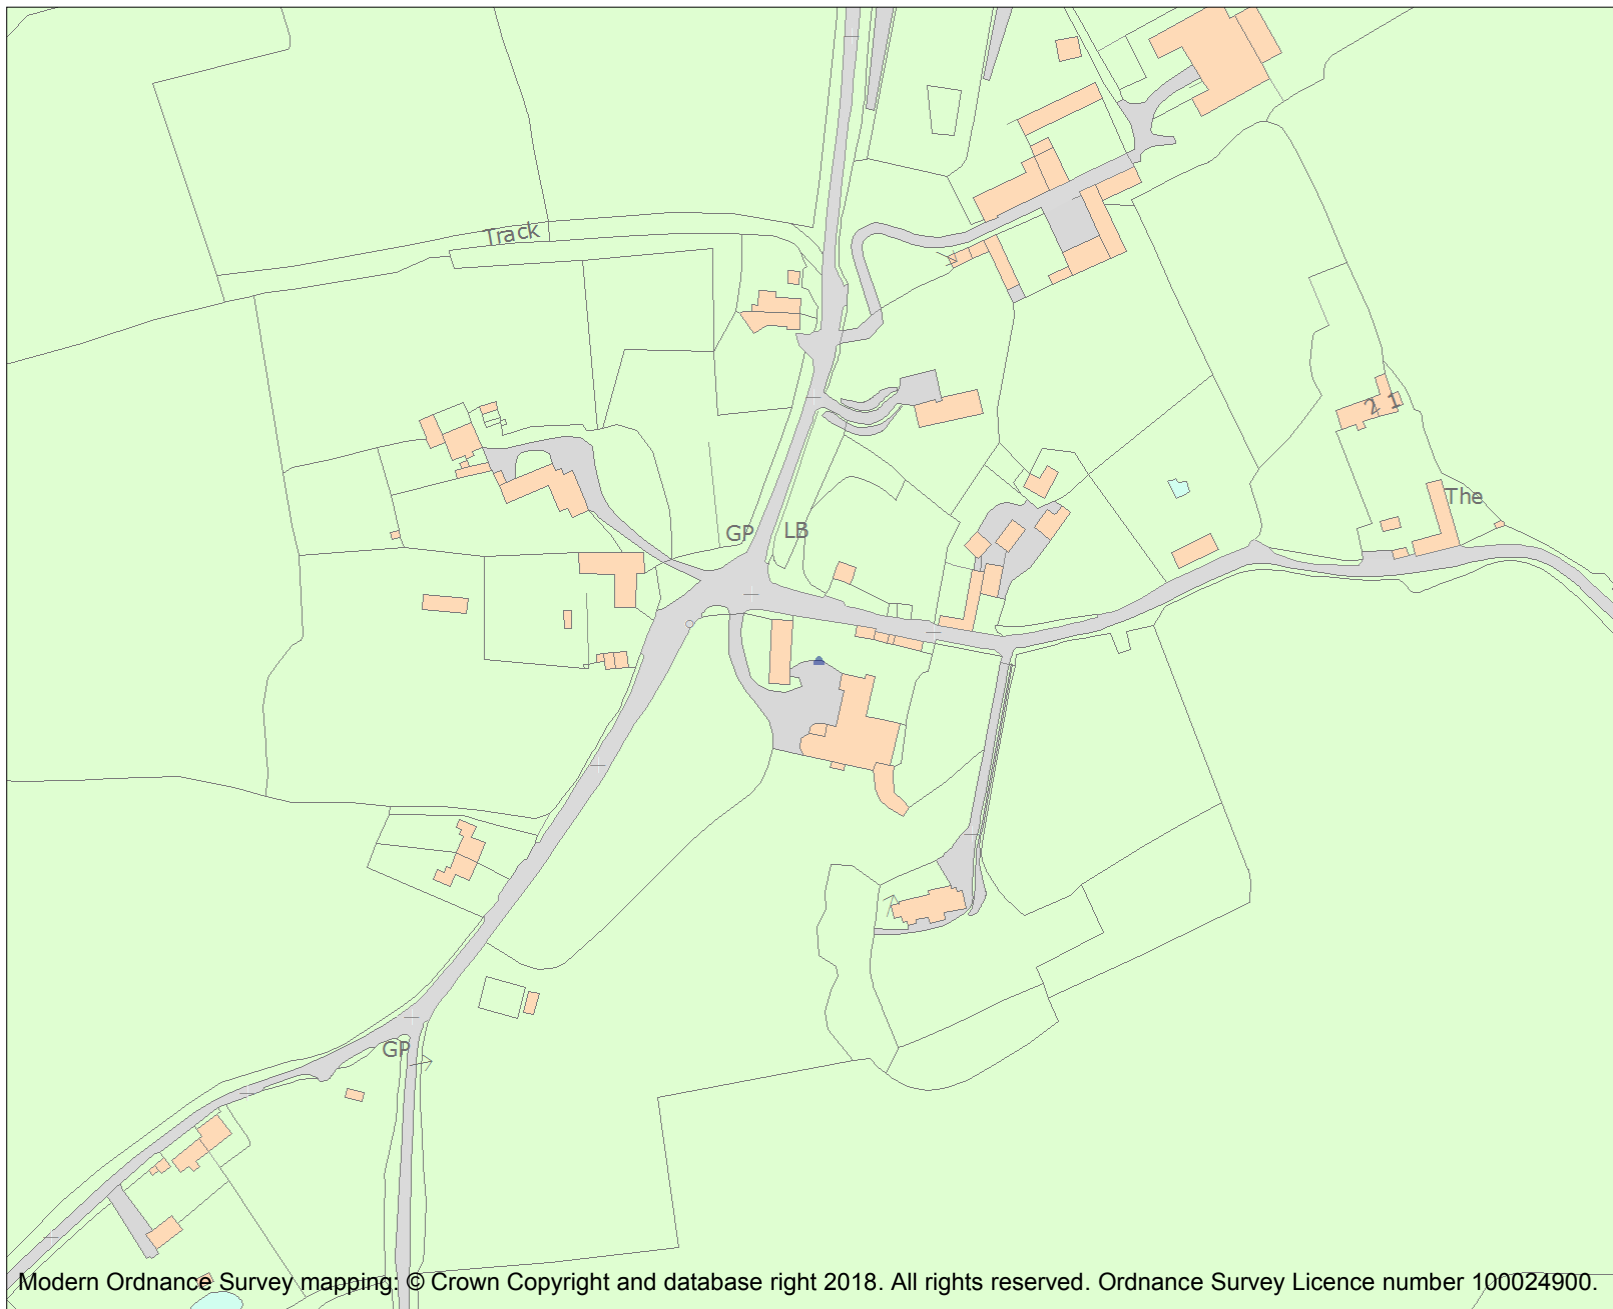 Track
2 1
The
GP
LB
GP
Modern Ordnance Survey mapping: © Crown Copyright and database right 2018. All rights reserved. Ordnance Survey Licence number 100024900.